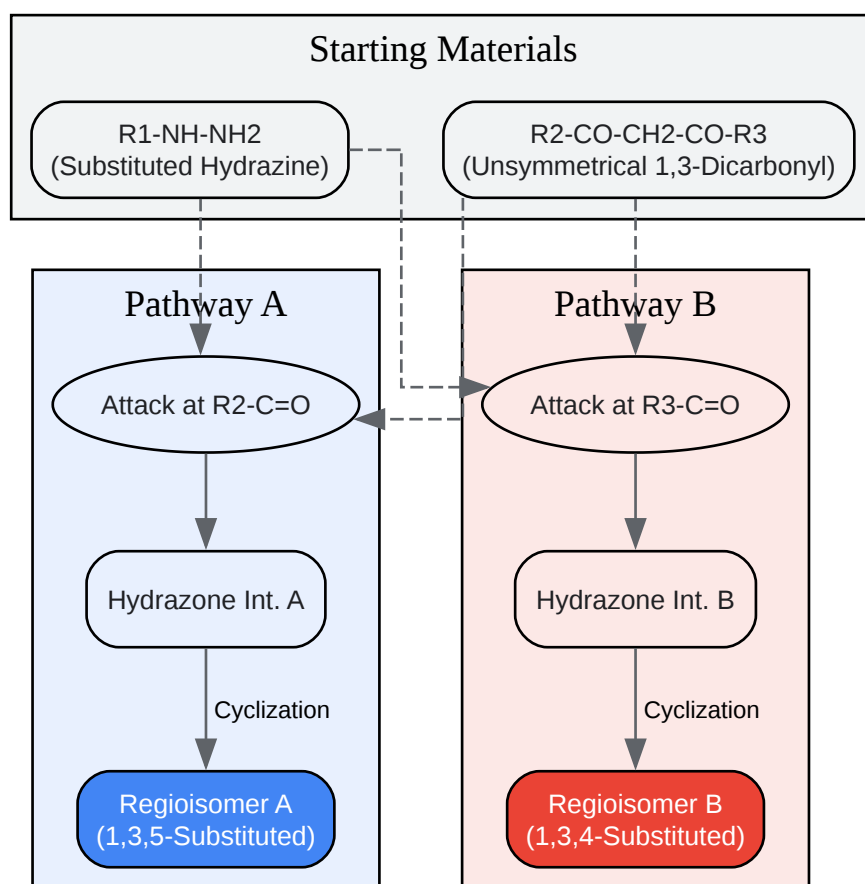 Starting Materials
R1-NH-NH2
(Substituted Hydrazine)
R2-CO-CH2-CO-R3
(Unsymmetrical 1,3-Dicarbonyl)
Pathway A
Attack at R2-C=O
Hydrazone Int. A
Cyclization
Regioisomer A
(1,3,5-Substituted)
Pathway B
Attack at R3-C=O
Hydrazone Int. B
Cyclization
Regioisomer B
(1,3,4-Substituted)